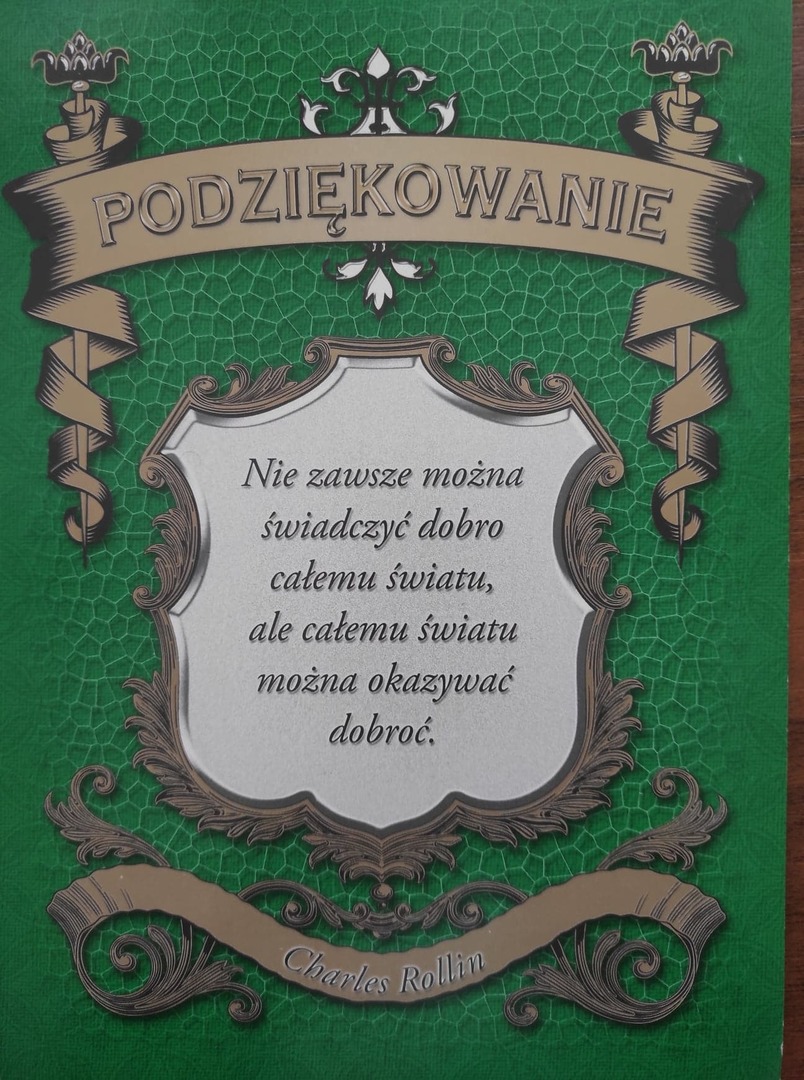 PODZIĘKOWANIE
Nie zawsze można
świadczyć dobro
całemu światu,
ale całemu światu
można okazywać
dobroć.
Charles Rollin